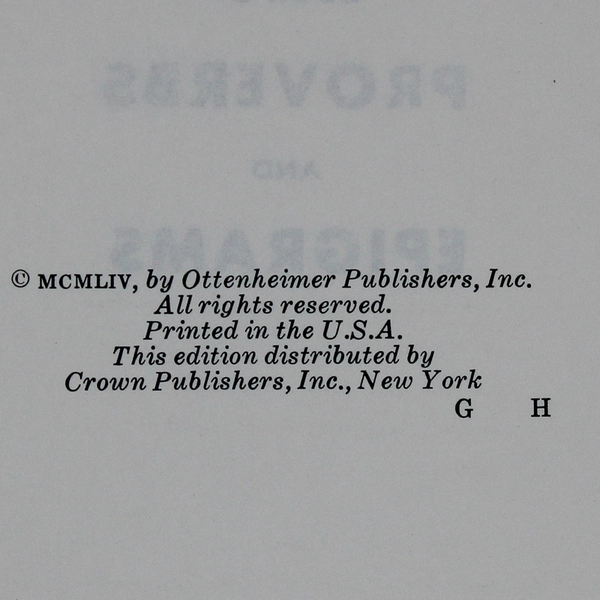 PROVERBS
AND
EPIGRAMS
© MCMLIV, by Ottenheimer Publishers, Inc.
All rights reserved.
Printed in the U.S.A.
This edition distributed by
Crown Publishers, Inc., New York
G H